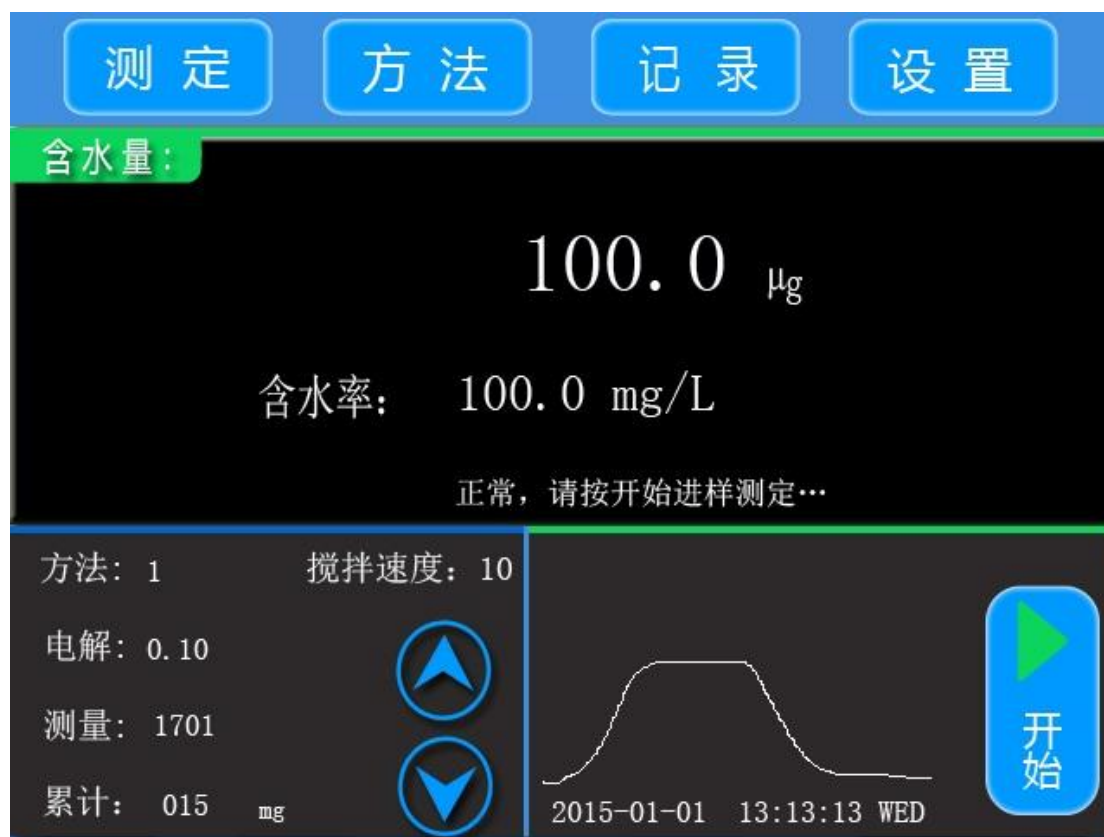 测定 方法 记录 设置
含水量:
100.0 μg
含水率: 100.0 mg/L
正常,请按开始进样测定…
方法: 1 搅拌速度: 10
电解: 0.10
测量: 1701
累计: 015 mg
开始
2015-01-01 13:13:13 WED